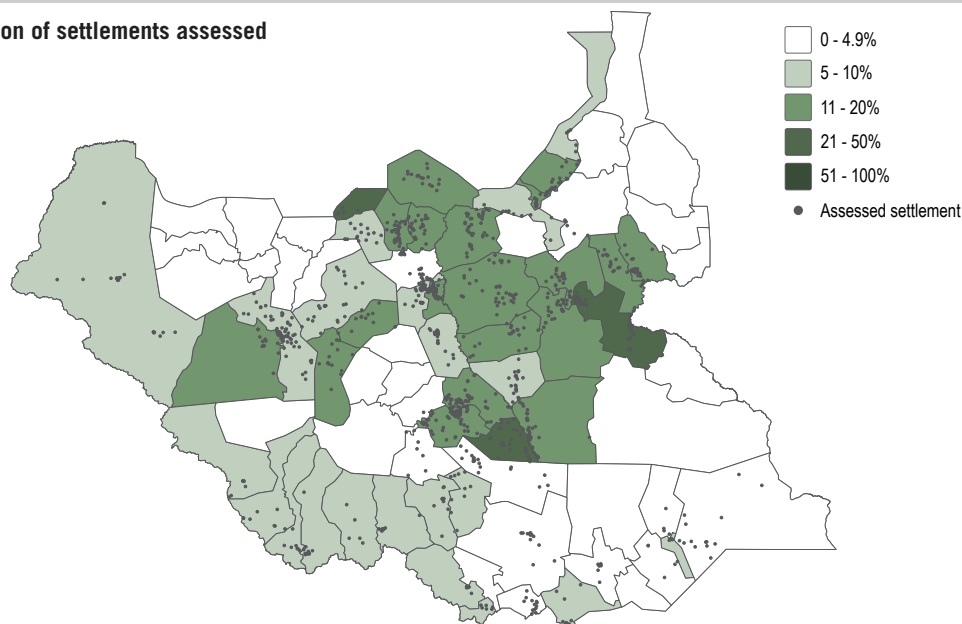 on of settlements assessed
0 - 4.9%
5 - 10%
11 - 20%
21 - 50%
51 - 100%
Assessed settlement